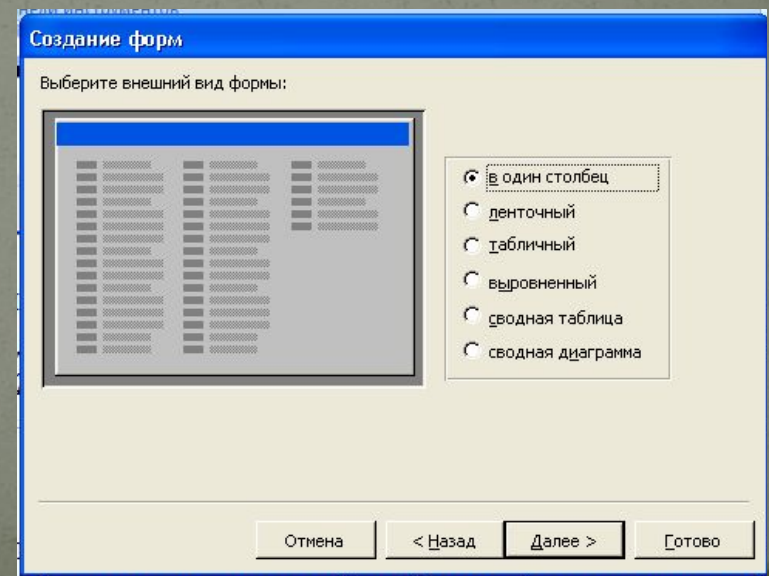 Создание форм
Выберите внешний вид формы:
в один столбец
ленточный
табличный
выровненный
сводная таблица
сводная диаграмма
Отмена
< Назад
Далее >
Готово